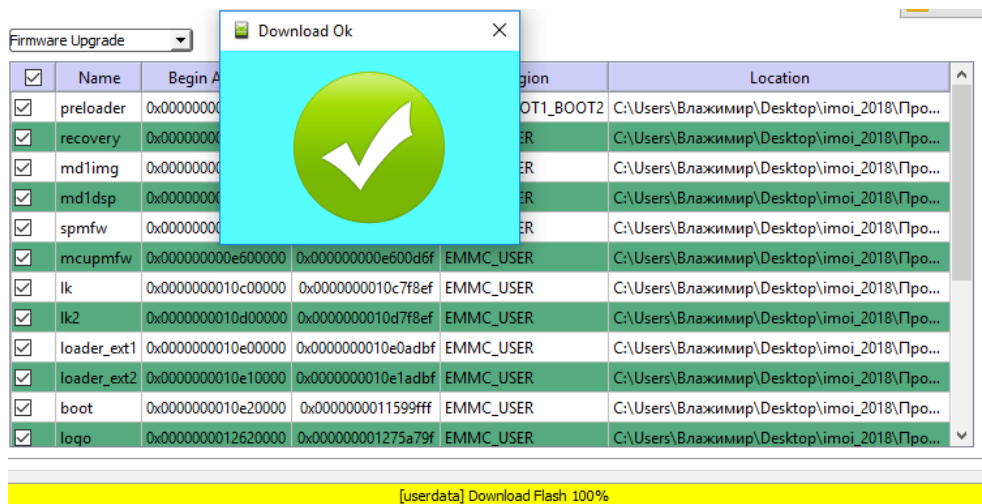 Download Ok
Firmware Upgrade
Name Begin A gion Location
preloader 0x00000000 OT1_BOOT2 C:\Users\Влажимир\Desktop\imoi_2018\Про...
recovery 0x00000000 ER C:\Users\Влажимир\Desktop\imoi_2018\Про...
md1img 0x00000000 ER C:\Users\Влажимир\Desktop\imoi_2018\Про...
md1dsp 0x00000000 ER C:\Users\Влажимир\Desktop\imoi_2018\Про...
spmfw 0x00000000 ER C:\Users\Влажимир\Desktop\imoi_2018\Про...
mcupmfw 0x000000000e600000 0x000000000e600d6f EMMC_USER C:\Users\Влажимир\Desktop\imoi_2018\Про...
lk 0x0000000010c00000 0x0000000010c7f8ef EMMC_USER C:\Users\Влажимир\Desktop\imoi_2018\Про...
lk2 0x0000000010d00000 0x0000000010d7f8ef EMMC_USER C:\Users\Влажимир\Desktop\imoi_2018\Про...
loader_ext1 0x0000000010e00000 0x0000000010e0adbf EMMC_USER C:\Users\Влажимир\Desktop\imoi_2018\Про...
loader_ext2 0x0000000010e10000 0x0000000010e1adbf EMMC_USER C:\Users\Влажимир\Desktop\imoi_2018\Про...
boot 0x0000000010e20000 0x0000000011599fff EMMC_USER C:\Users\Влажимир\Desktop\imoi_2018\Про...
logo 0x0000000012620000 0x000000001275a79f EMMC_USER C:\Users\Влажимир\Desktop\imoi_2018\Про...
[userdata] Download Flash 100%